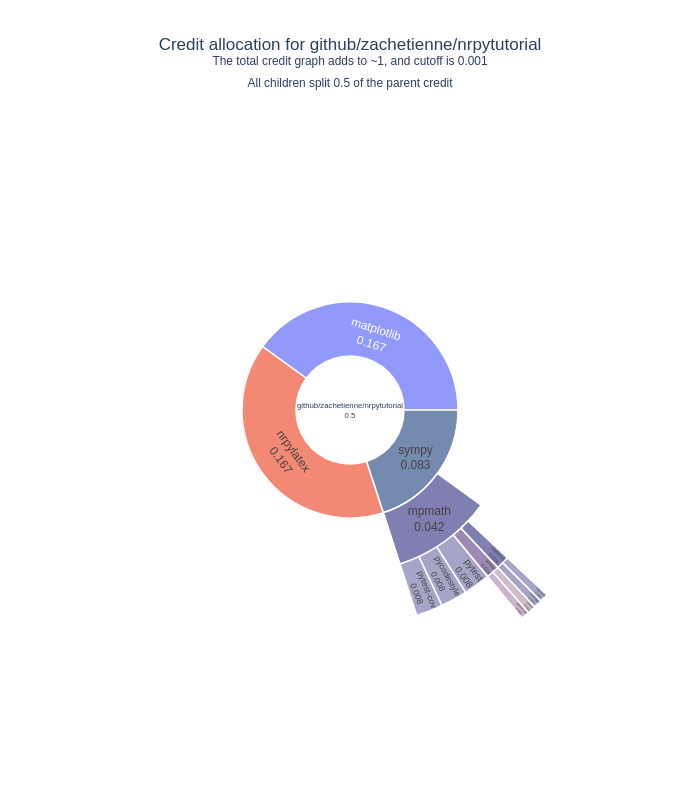 Credit allocation for github/zachetienne/nrpytutorial
The total credit graph adds to ~1, and cutoff is 0.001
All children split 0.5 of the parent credit
matplotlib
0.167
github/zachetienne/nrpytutorial
0.5
nrpylatex
0.167
sympy
0.083
mpmath
0.042
pytest
0.008
pycodestyle
0.008
pytest-cov
0.008